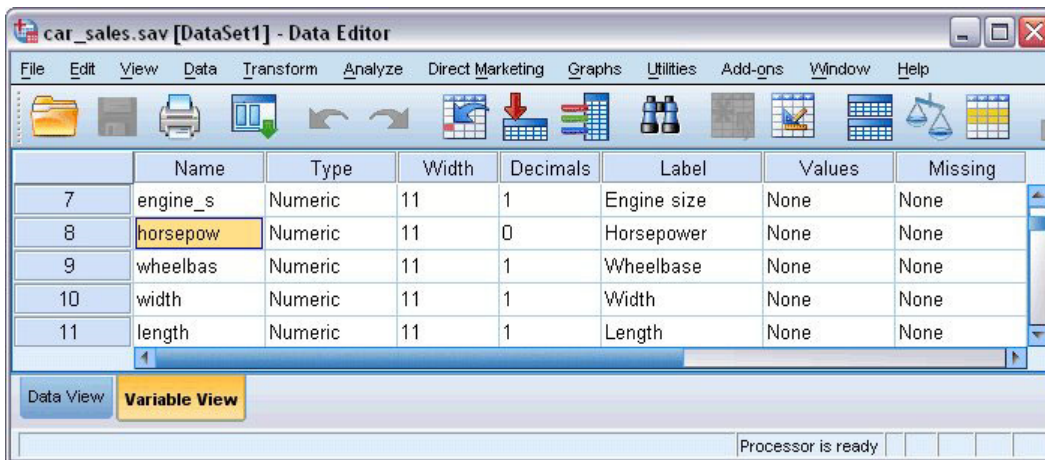 car_sales.sav [DataSet1] - Data Editor
File Edit View Data Transform Analyze Direct Marketing Graphs Utilities Add-ons Window Help
Name Type Width Decimals Label Values Missing
7 engine_s Numeric 11 1 Engine size None None
8 horsepow Numeric 11 0 Horsepower None None
9 wheelbas Numeric 11 1 Wheelbase None None
10 width Numeric 11 1 Width None None
11 length Numeric 11 1 Length None None
Data View Variable View
Processor is ready